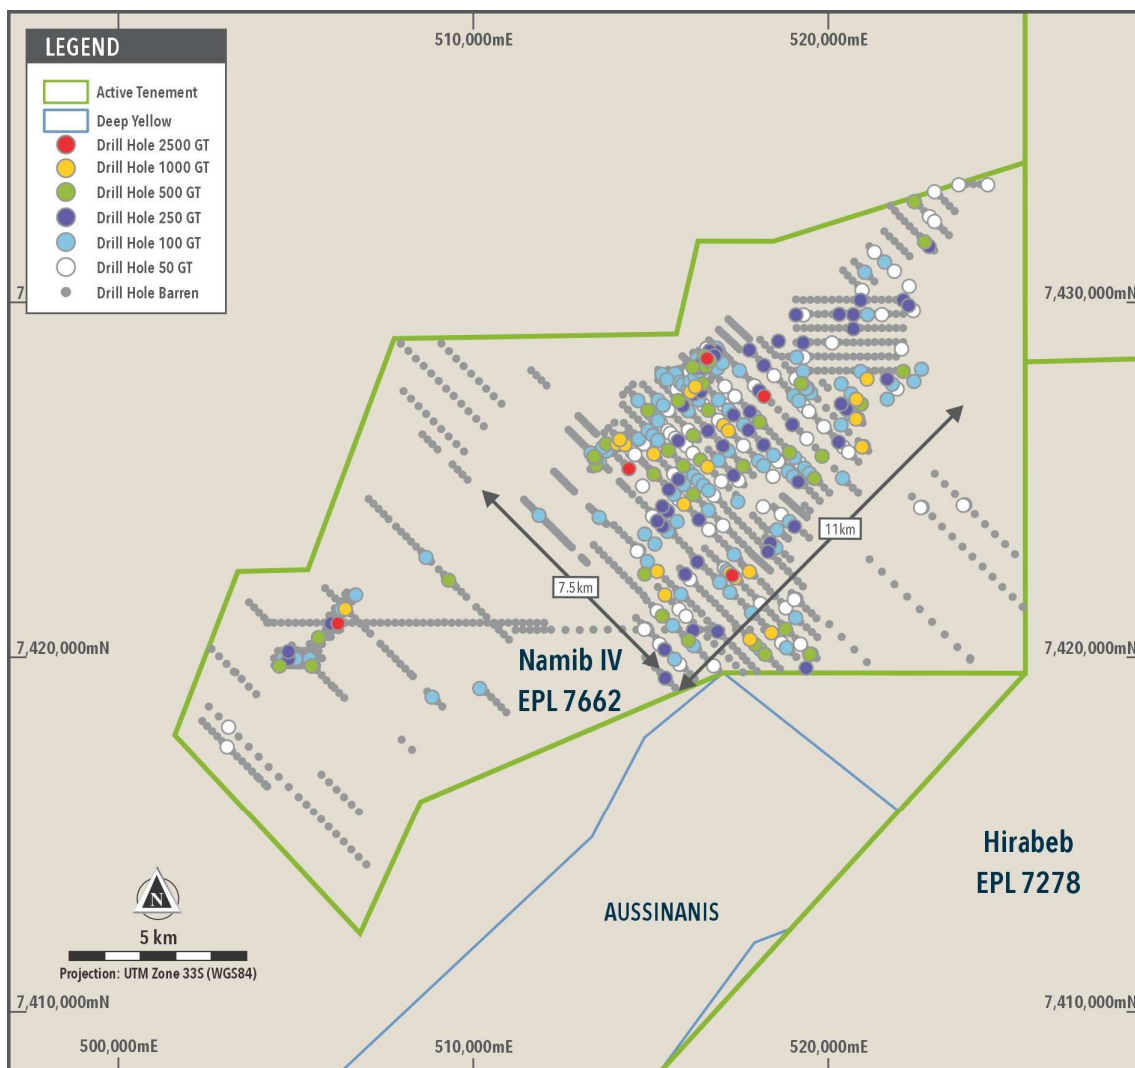 510,000mE
520,000mE
LEGEND
Active Tenement
Deep Yellow
Drill Hole 2500 GT
Drill Hole 1000 GT
Drill Hole 500 GT
Drill Hole 250 GT
Drill Hole 100 GT
Drill Hole 50 GT
Drill Hole Barren
7
7,430,000mN
11km
7.5km
7,420,000mN
7,420,000mN
Namib IV
EPL 7662
Hirabeb
EPL 7278
AUSSINANIS
N
5 km
Projection: UTM Zone 33S (WGS84)
7,410,000mN
7,410,000mN
500,000mE
510,000mE
520,000mE